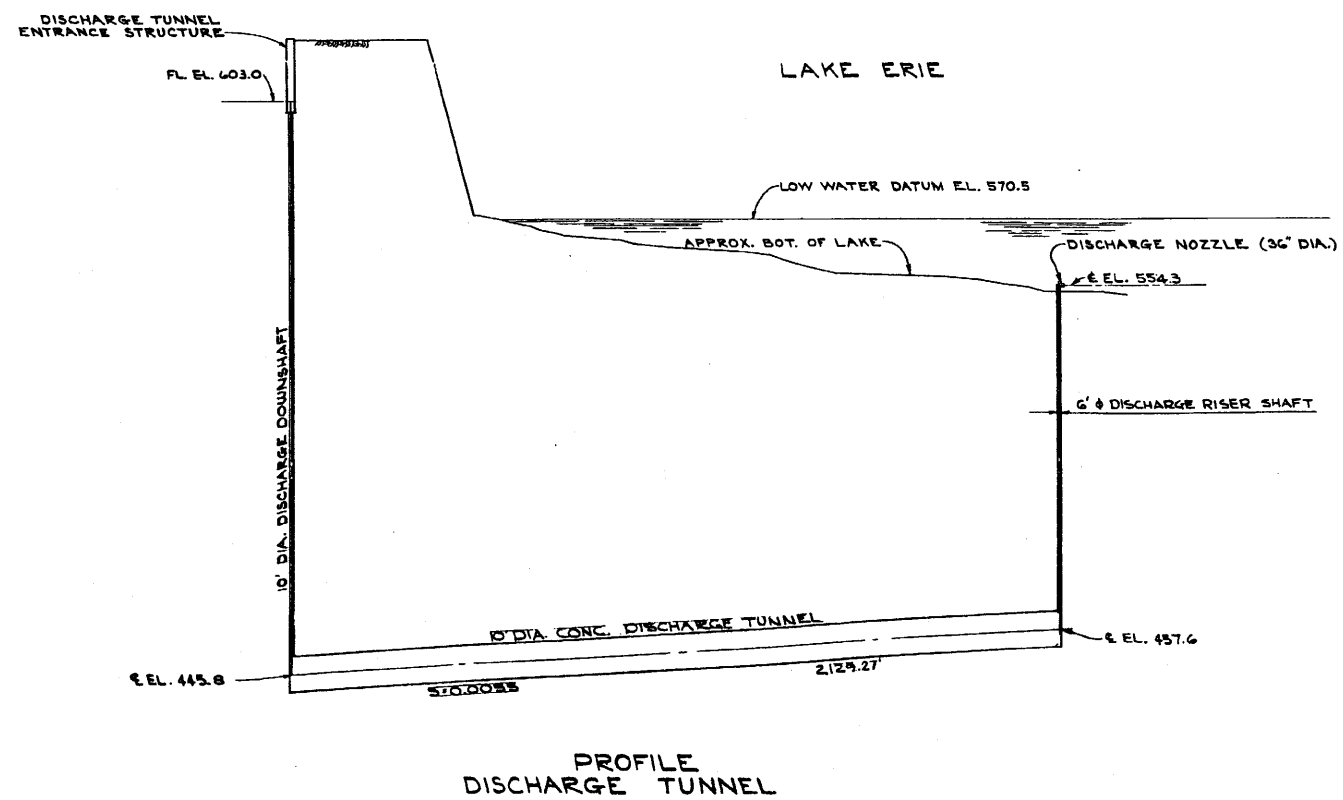 DISCHARGE TUNNEL
ENTRANCE STRUCTURE
LAKE ERIE
FL. EL. 603.0
LOW WATER DATUM EL. 570.5
APPROX. BOT. OF LAKE
DISCHARGE NOZZLE (36" DIA.)
℄ EL. 554.3
10' DIA. DISCHARGE DOWNSHAFT
6' ϕ DISCHARGE RISER SHAFT
10' DIA. CONC. DISCHARGE TUNNEL
℄ EL. 457.6
2,129.27'
℄ EL. 445.8
S=0.0055
PROFILE
DISCHARGE TUNNEL